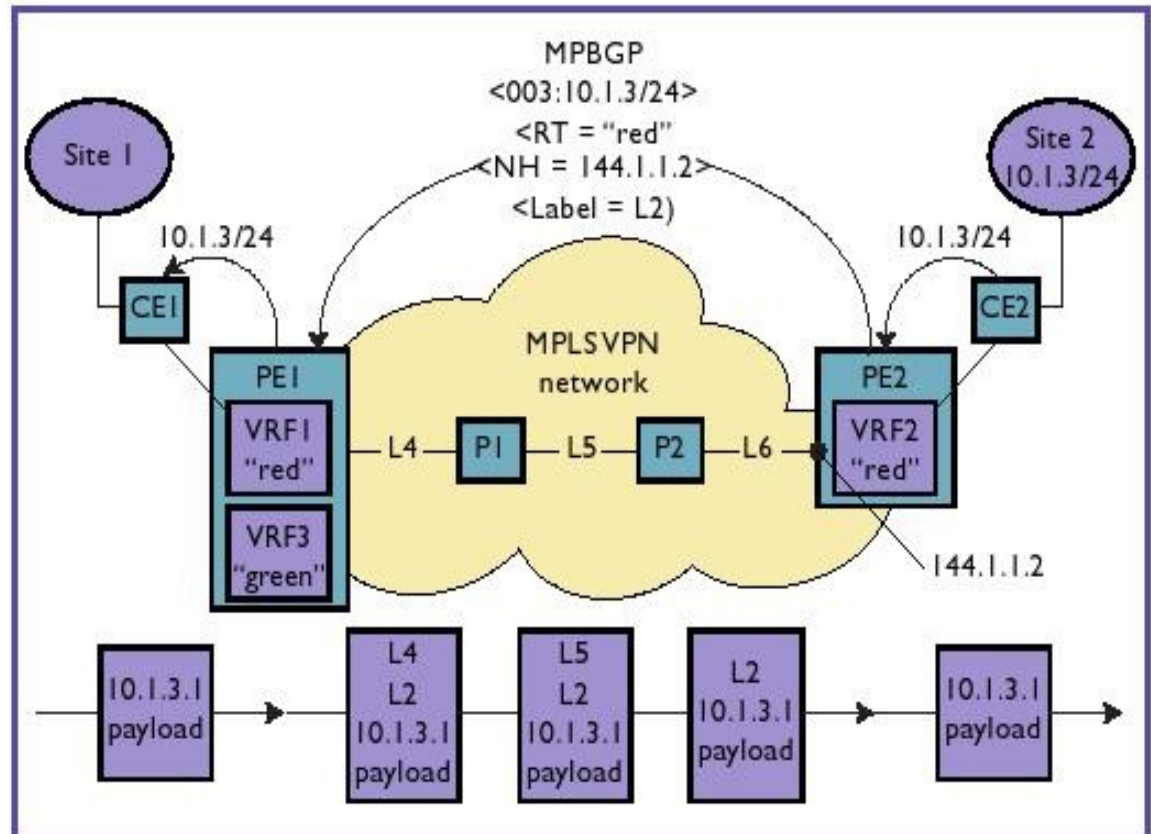 MPBGP
<003:10.1.3/24>
<RT = “red”
<NH = 144.1.1.2>
<Label = L2)
Site 1
Site 2
10.1.3/24
10.1.3/24
10.1.3/24
CE1
CE2
MPLSVPN
network
PE1
PE2
VRF1
“red”
L4
P1
L5
P2
L6
VRF2
“red”
VRF3
“green”
144.1.1.2
10.1.3.1
payload
L4
L2
10.1.3.1
payload
L5
L2
10.1.3.1
payload
L2
10.1.3.1
payload
10.1.3.1
payload